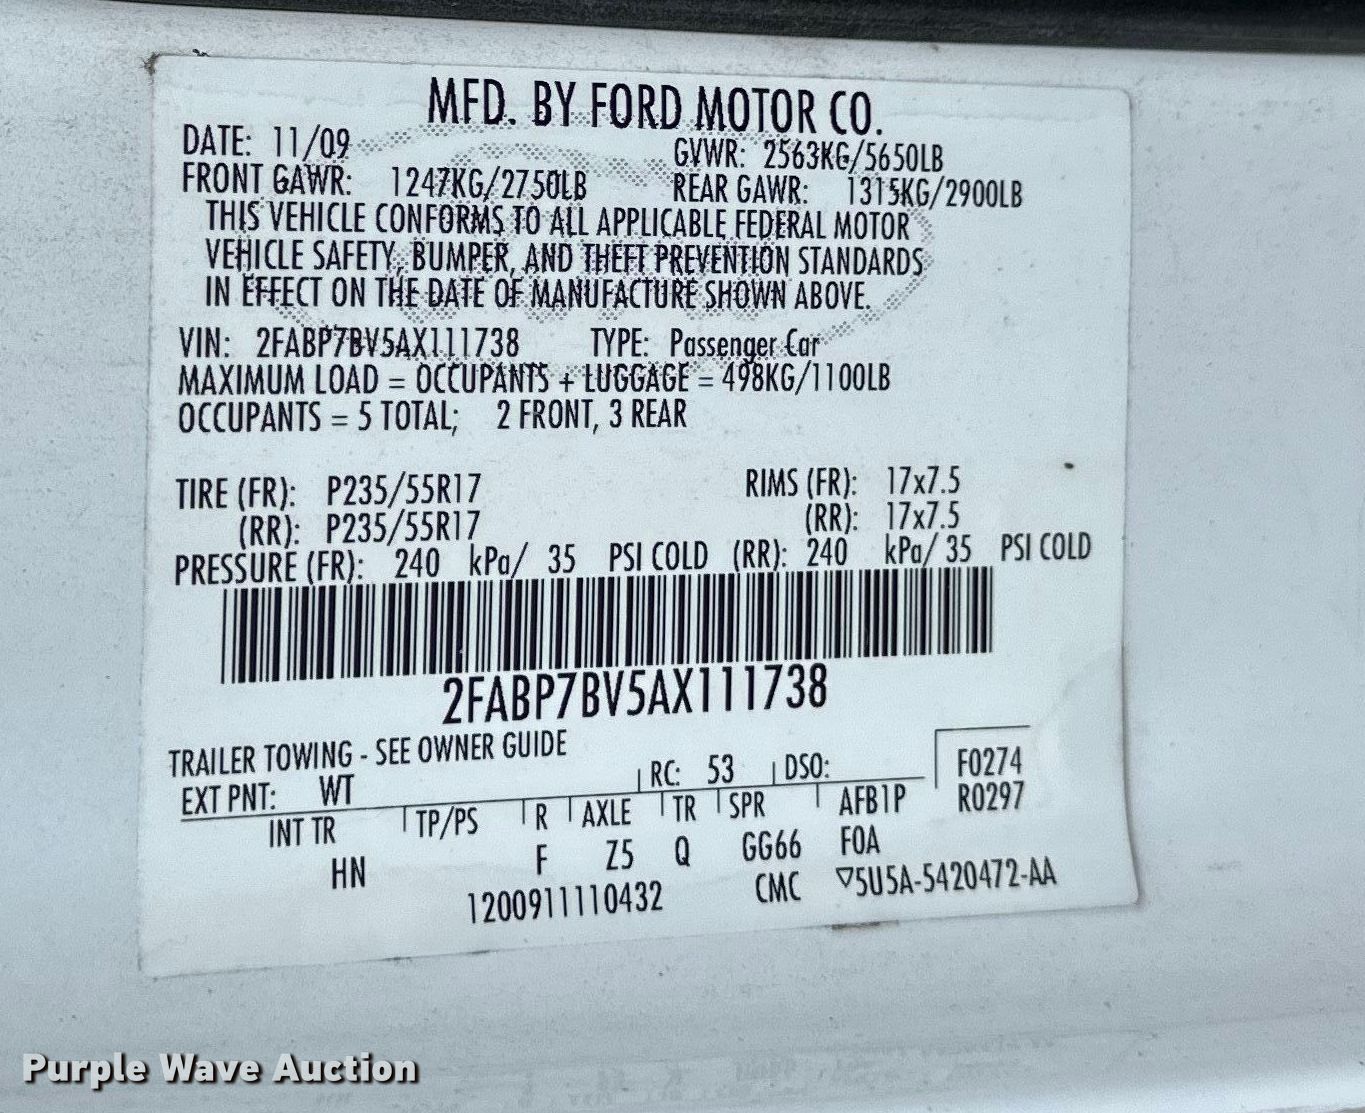 MFD. BY FORD MOTOR CO.
DATE: 11/09 GVWR: 2563KG/5650LB
FRONT GAWR: 1247KG/2750LB REAR GAWR: 1315KG/2900LB
THIS VEHICLE CONFORMS TO ALL APPLICABLE FEDERAL MOTOR
VEHICLE SAFETY, BUMPER, AND THEFT PREVENTION STANDARDS
IN EFFECT ON THE DATE OF MANUFACTURE SHOWN ABOVE.
VIN: 2FABP7BV5AX111738 TYPE: Passenger Car
MAXIMUM LOAD = OCCUPANTS + LUGGAGE = 498KG/1100LB
OCCUPANTS = 5 TOTAL; 2 FRONT, 3 REAR
TIRE (FR): P235/55R17 RIMS (FR): 17x7.5
(RR): P235/55R17 (RR): 17x7.5
PRESSURE (FR): 240 kPa/ 35 PSI COLD (RR): 240 kPa/ 35 PSI COLD
2FABP7BV5AX111738
TRAILER TOWING - SEE OWNER GUIDE
EXT PNT: WT RC: 53 DSO: F0274
INT TR TP/PS R AXLE TR SPR AFB1P R0297
HN F Z5 Q GG66 F0A
1200911110432 CMC ▽5U5A-5420472-AA
Purple Wave Auction